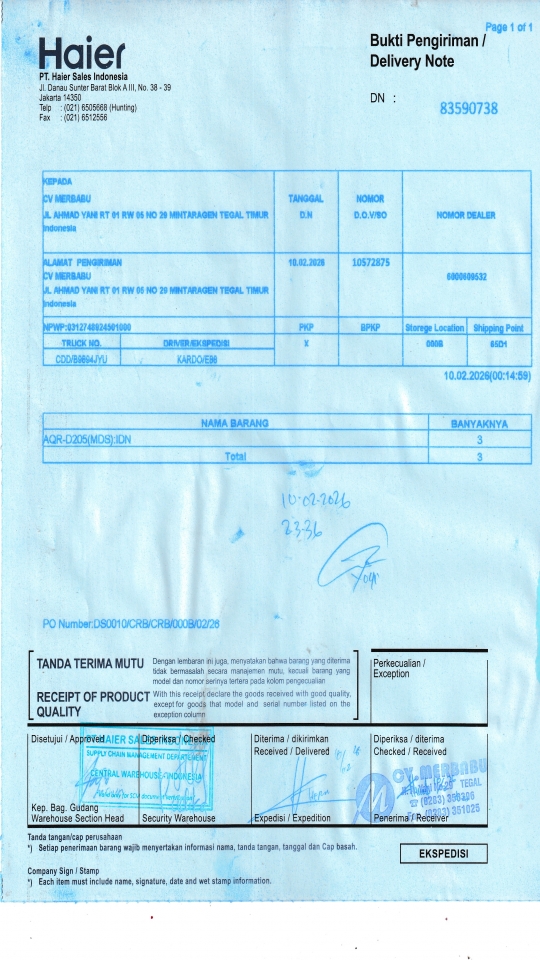 Page 1 of 1
Haier
PT. Haier Sales Indonesia
Jl. Danau Sunter Barat Blok A III, No. 38 - 39
Jakarta 14350
Telp : (021) 6505668 (Hunting)
Fax : (021) 6512556
Bukti Pengiriman /
Delivery Note
DN : 83590738
KEPADA
CV MERBABU
JL AHMAD YANI RT 01 RW 05 NO 29 MINTARAGEN TEGAL TIMUR
Indonesia
TANGGAL D.N
NOMOR D.O.V/SO
NOMOR DEALER
ALAMAT PENGIRIMAN
CV MERBABU
JL AHMAD YANI RT 01 RW 05 NO 29 MINTARAGEN TEGAL TIMUR
Indonesia
10.02.2026
10572875
6000609532
NPWP:0312748924501000
PKP
BPKP
Storege Location
Shipping Point
TRUCK NO.
DRIVER/EKSPEDISI
X
000B
65D1
CDD/B9894JYU
KARDO/E98
10.02.2026(00:14:59)
NAMA BARANG
BANYAKNYA
AQR-D205(MDS):IDN
3
Total
3
10-02-2026
23.36
PO Number:DS0010/CRB/CRB/000B/02/26
TANDA TERIMA MUTU
Dengan lembaran ini juga, menyatakan bahwa barang yang diterima
tidak bermasalah secara manajemen mutu, kecuali barang yang
model dan nomor serinya tertera pada kolom pengecualian
RECEIPT OF PRODUCT QUALITY
With this receipt declare the goods received with good quality,
except for goods that model and serial number listed on the
exception column
Perkecualian /
Exception
Disetujui / Approved
Diperiksa / Checked
Diterima / dikirimkan
Received / Delivered
Diperiksa / diterima
Checked / Received
PT. HAIER SALES INDONESIA
SUPPLY CHAIN MANAGEMENT DEPARTEMENT
CENTRAL WAREHOUSE-INDONESIA
CV. MERBABU
TEGAL
Kep. Bag. Gudang
Warehouse Section Head
Security Warehouse
Expedisi / Expedition
Penerima / Receiver
Tanda tangan/cap perusahaan
*) Setiap penerimaan barang wajib menyertakan informasi nama, tanda tangan, tanggal dan Cap basah.
EKSPEDISI
Company Sign / Stamp
*) Each item must include name, signature, date and wet stamp information.